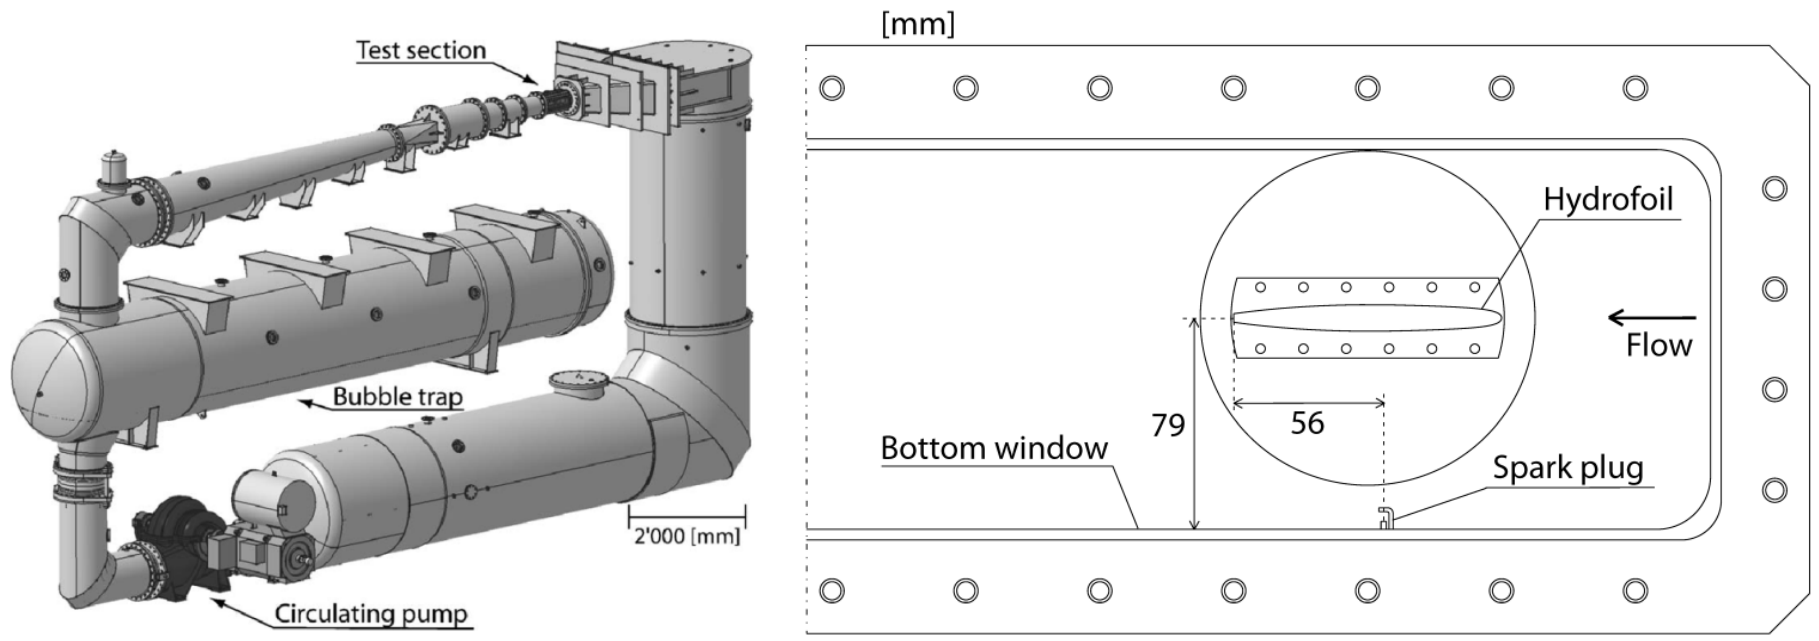 Test section
Bubble trap
2'000 [mm]
Circulating pump
[mm]
Hydrofoil
Flow
79
56
Bottom window
Spark plug